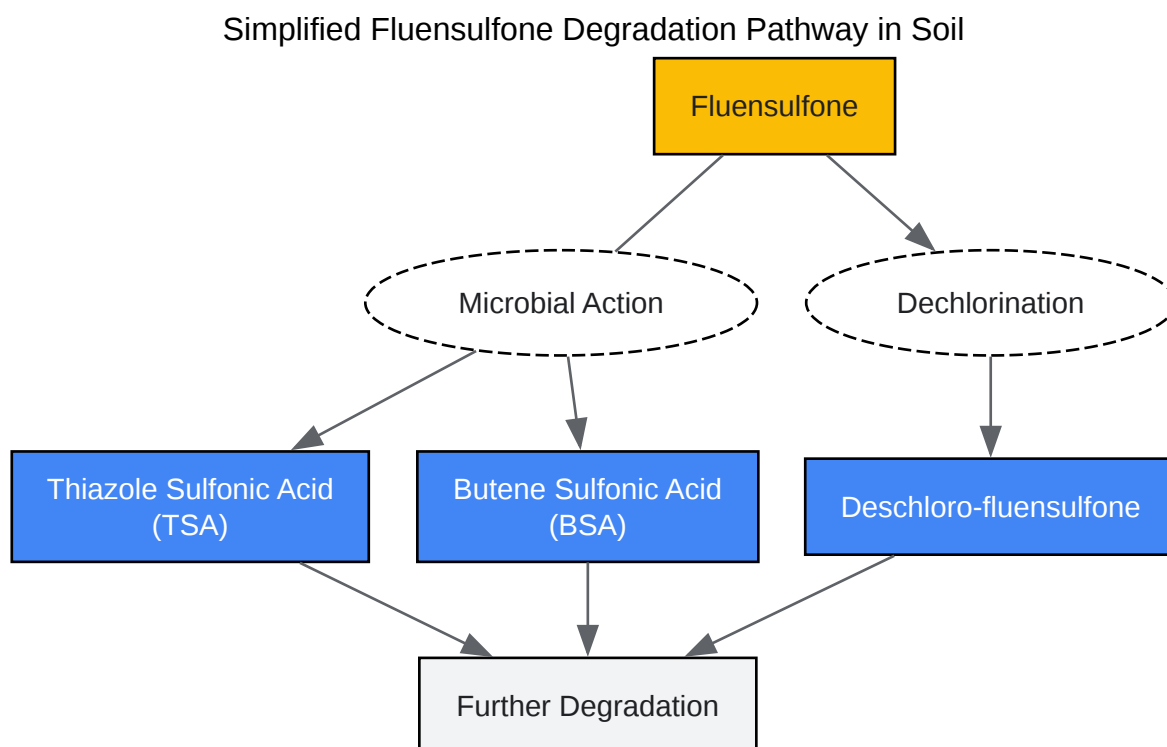 Simplified Fluensulfone Degradation Pathway in Soil
Fluensulfone
Microbial Action
Dechlorination
Thiazole Sulfonic Acid
(TSA)
Butene Sulfonic Acid
(BSA)
Deschloro-fluensulfone
Further Degradation